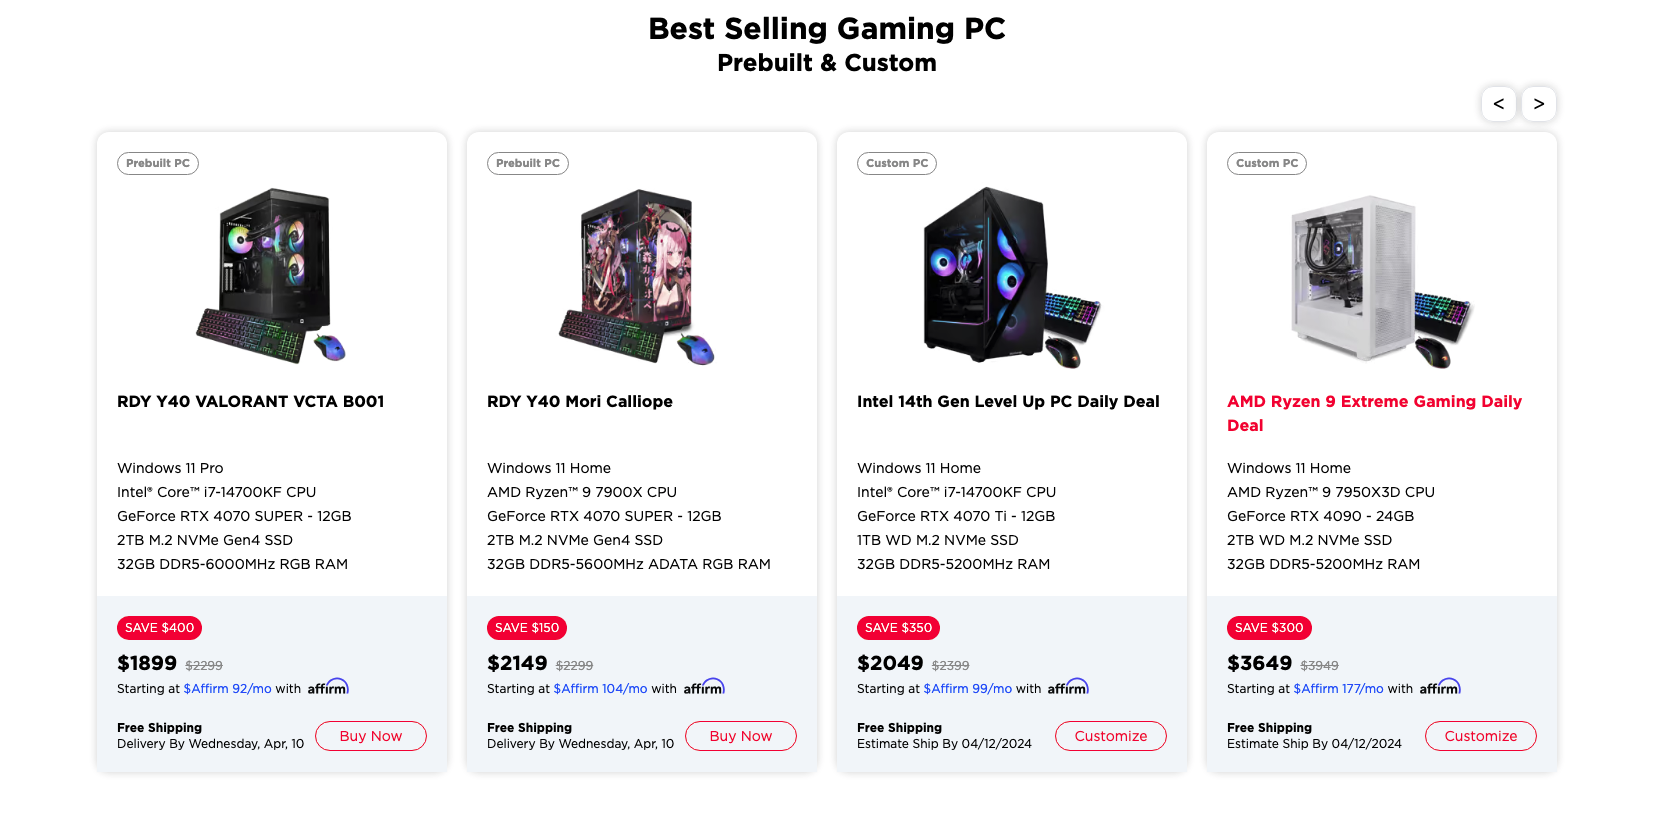 Best Selling Gaming PC
Prebuilt & Custom
< >
Prebuilt PC
RDY Y40 VALORANT VCTA B001
Windows 11 Pro
Intel® Core™ i7-14700KF CPU
GeForce RTX 4070 SUPER - 12GB
2TB M.2 NVMe Gen4 SSD
32GB DDR5-6000MHz RGB RAM
SAVE $400
$1899 $2299
Starting at $Affirm 92/mo with affirm
Free Shipping
Delivery By Wednesday, Apr, 10
Buy Now
Prebuilt PC
森カリオペ
RDY Y40 Mori Calliope
Windows 11 Home
AMD Ryzen™ 9 7900X CPU
GeForce RTX 4070 SUPER - 12GB
2TB M.2 NVMe Gen4 SSD
32GB DDR5-5600MHz ADATA RGB RAM
SAVE $150
$2149 $2299
Starting at $Affirm 104/mo with affirm
Free Shipping
Delivery By Wednesday, Apr, 10
Buy Now
Custom PC
Intel 14th Gen Level Up PC Daily Deal
Windows 11 Home
Intel® Core™ i7-14700KF CPU
GeForce RTX 4070 Ti - 12GB
1TB WD M.2 NVMe SSD
32GB DDR5-5200MHz RAM
SAVE $350
$2049 $2399
Starting at $Affirm 99/mo with affirm
Free Shipping
Estimate Ship By 04/12/2024
Customize
Custom PC
AMD Ryzen 9 Extreme Gaming Daily
Deal
Windows 11 Home
AMD Ryzen™ 9 7950X3D CPU
GeForce RTX 4090 - 24GB
2TB WD M.2 NVMe SSD
32GB DDR5-5200MHz RAM
SAVE $300
$3649 $3949
Starting at $Affirm 177/mo with affirm
Free Shipping
Estimate Ship By 04/12/2024
Customize